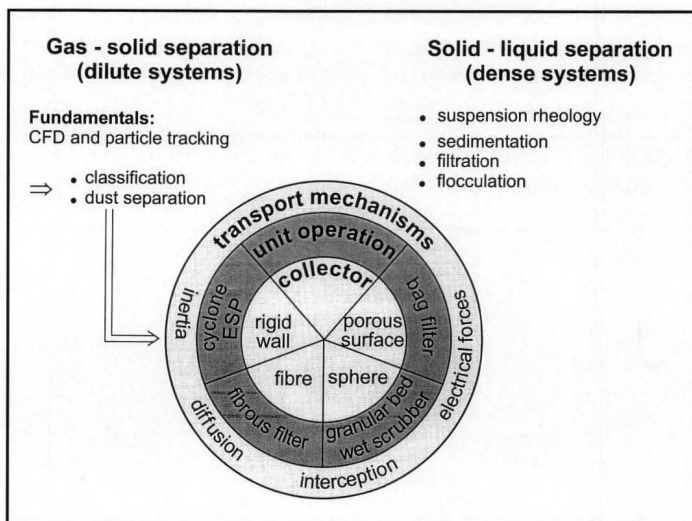 Gas - solid separation
(dilute systems)
Solid - liquid separation
(dense systems)
Fundamentals:
CFD and particle tracking
⇒ • classification
• dust separation
• suspension rheology
• sedimentation
• filtration
• flocculation
transport mechanisms
unit operation
collector
inertia
cyclone
ESP
rigid
wall
porous
surface
bag filter
electrical forces
fibre
sphere
fibrous filter
granular bed
wet scrubber
diffusion
interception